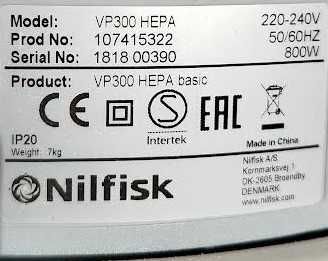 Model: VP300 HEPA 220-240V
Prod No: 107415322 50/60HZ
Serial No: 1818 00390 800W
Product: VP300 HEPA basic
CE S EAC
Intertek
IP20
Weight: 7kg
Made in China
Nilfisk A/S
Kornmarksvej 1
DK-2605 Broendby
DENMARK
www.nilfisk.com
Nilfisk